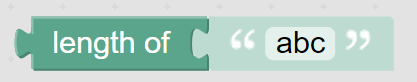 length of “ abc ”